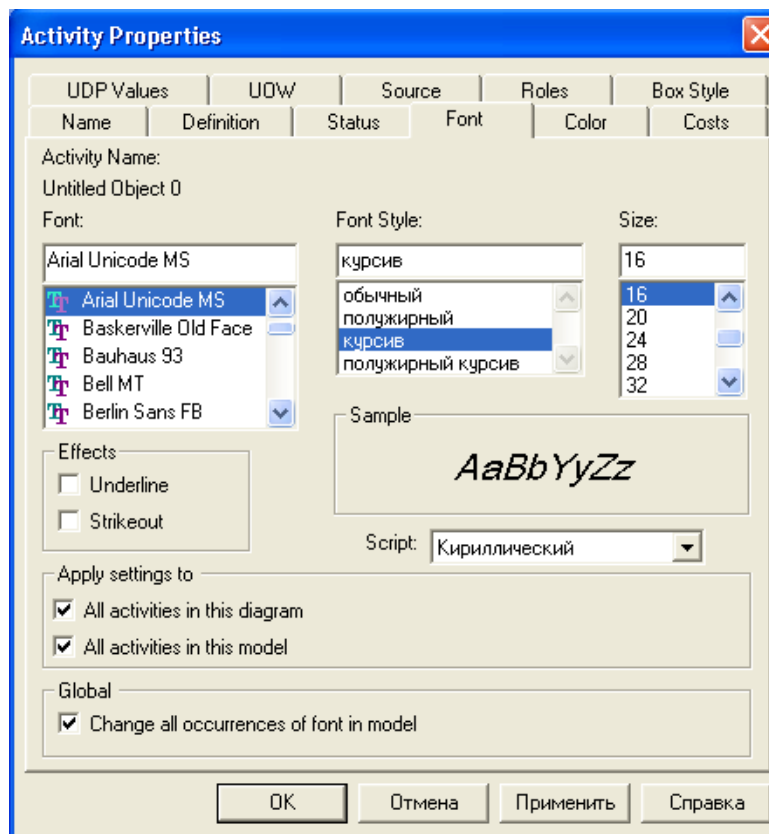 Activity Properties
UDP Values UOW Source Roles Box Style
Name Definition Status Font Color Costs
Activity Name:
Untitled Object 0
Font: Font Style: Size:
Arial Unicode MS курсив 16
Arial Unicode MS обычный 16
Baskerville Old Face полужирный 20
Bauhaus 93 курсив 24
Bell MT полужирный курсив 28
Berlin Sans FB 32
Sample
AaBbYyZz
Effects
Underline
Strikeout
Script: Кириллический
Apply settings to
All activities in this diagram
All activities in this model
Global
Change all occurrences of font in model
OK Отмена Применить Справка